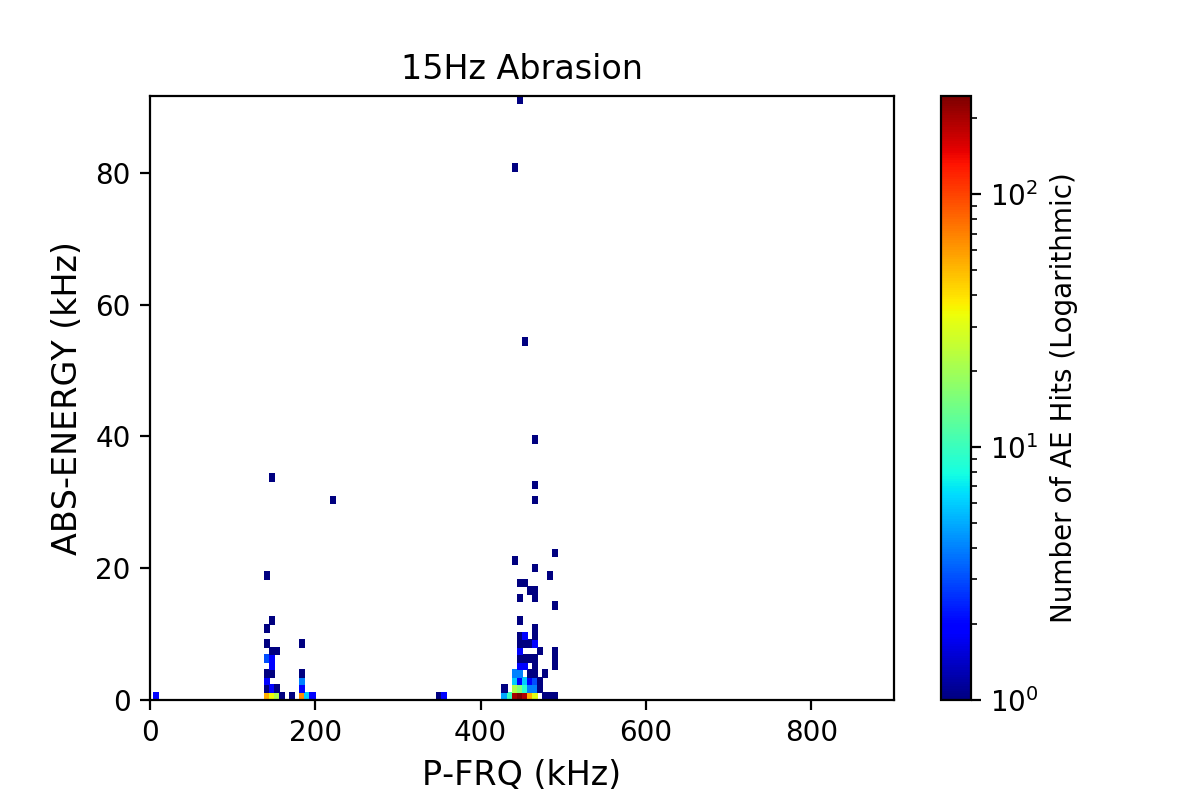 15Hz Abrasion
80
60
40
20
0
0 200 400 600 800
P-FRQ (kHz)
ABS-ENERGY (kHz)
10²
10¹
10⁰
Number of AE Hits (Logarithmic)